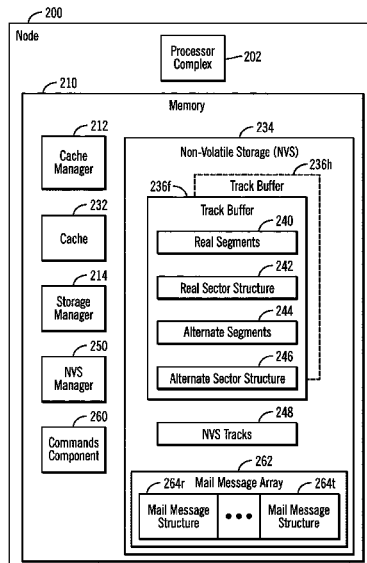 200
Node
Processor
Complex
202
210
Memory
212
Cache
Manager
232
Cache
214
Storage
Manager
250
NVS
Manager
260
Commands
Component
234
Non-Volatile Storage (NVS)
236h
236f
Track Buffer
Track Buffer
240
Real Segments
242
Real Sector Structure
244
Alternate Segments
246
Alternate Sector Structure
248
NVS Tracks
262
Mail Message Array
264r
264t
Mail Message
Structure
•••
Mail Message
Structure